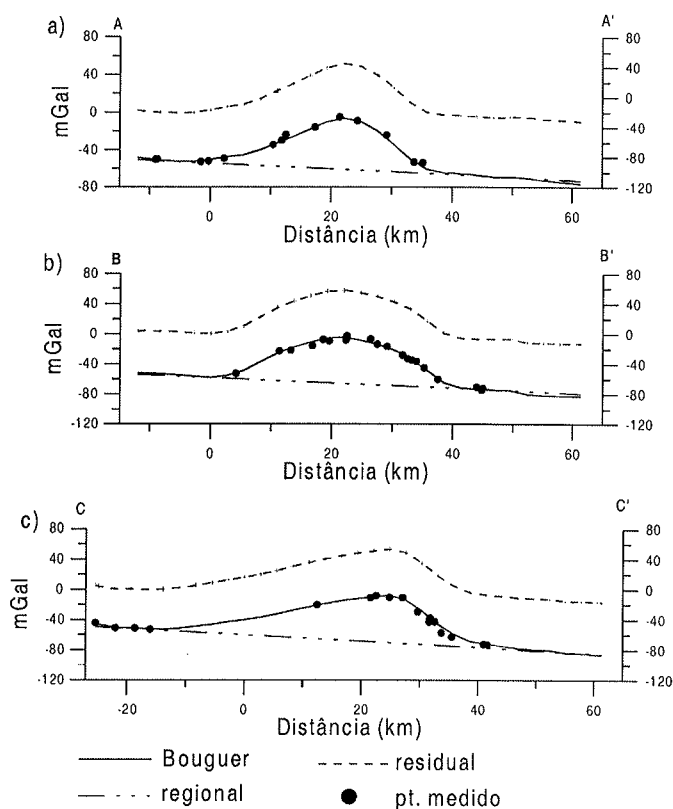 a) A A'
80 80
40 40
0 0
-40 -40
-80 -80
-120
mGal
0 20 40 60
Distância (km)
b) B B'
80 80
40 40
0 0
-40 -40
-80 -80
-120 -120
mGal
0 20 40 60
Distância (km)
c) C C'
80 80
40 40
0 0
-40 -40
-80 -80
-120 -120
mGal
-20 0 20 40 60
Distância (km)
Bouguer residual
regional pt. medido